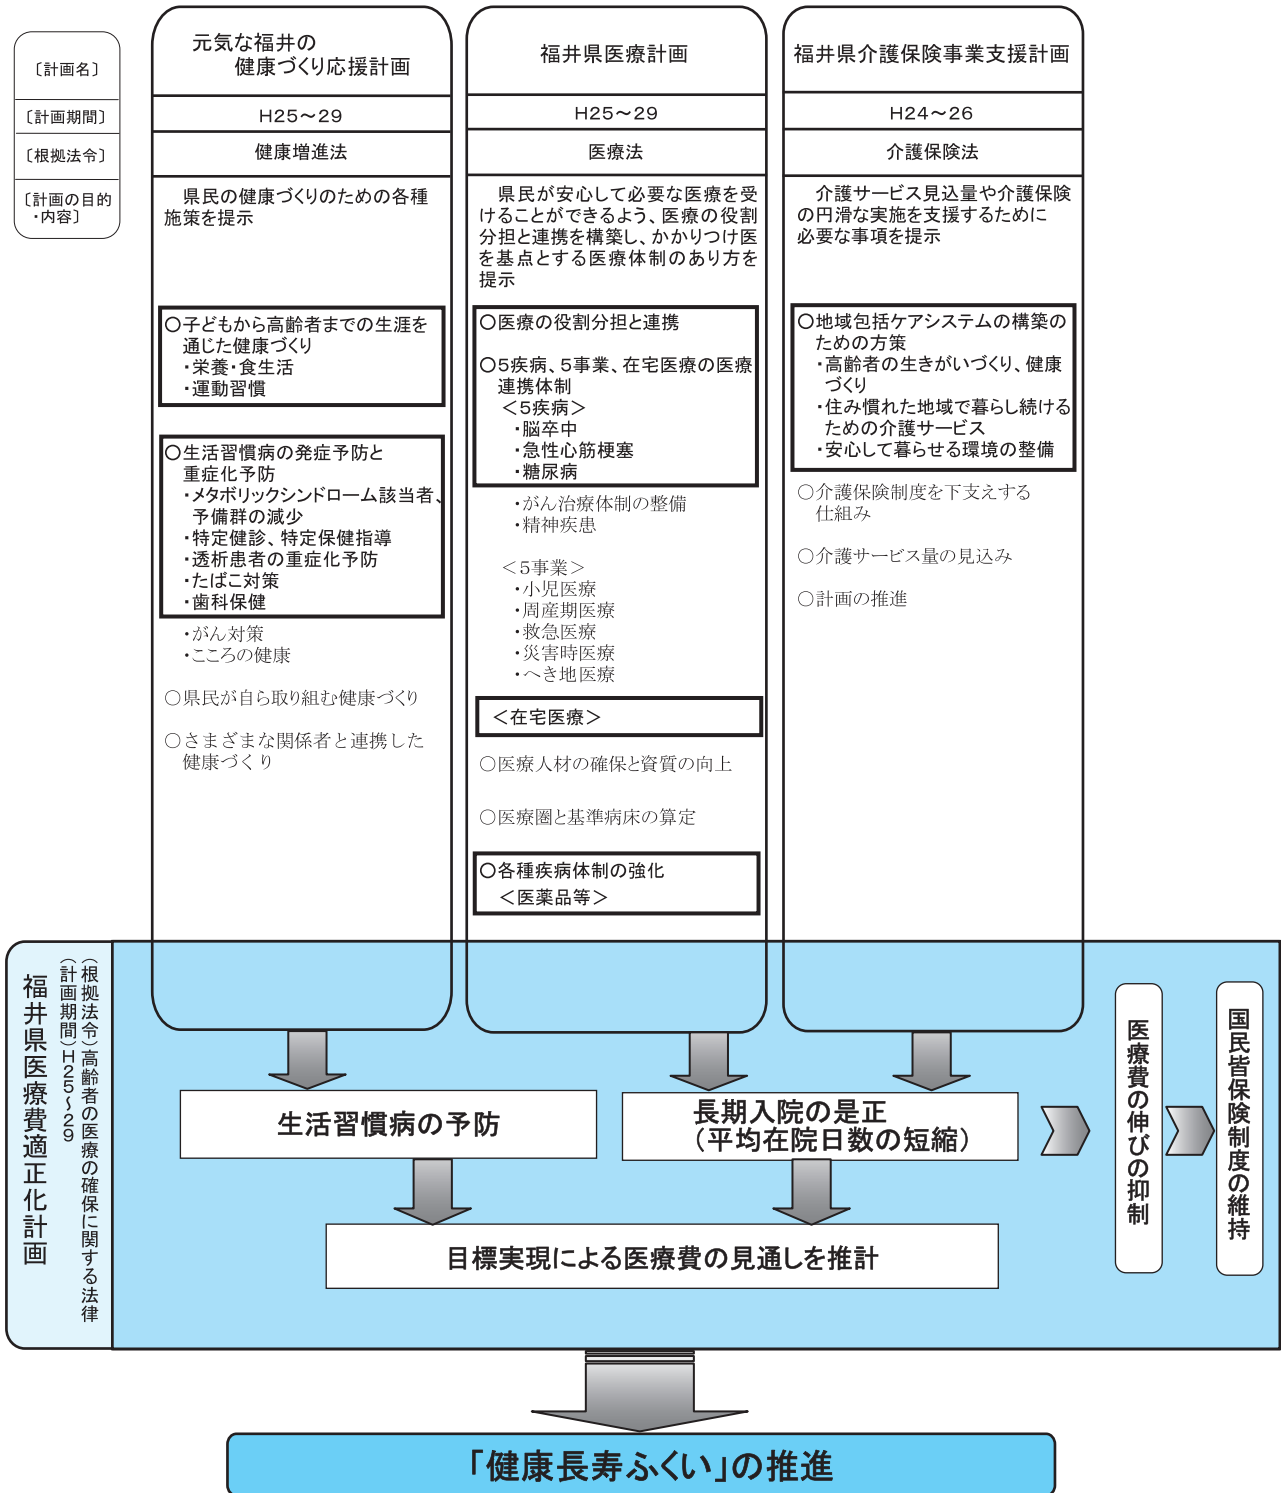 〔計画名〕
〔計画期間〕
〔根拠法令〕
〔計画の目的
・内容〕
元気な福井の
健康づくり応援計画
H25～29
健康増進法
県民の健康づくりのための各種
施策を提示
○子どもから高齢者までの生涯を
通じた健康づくり
・栄養・食生活
・運動習慣
○生活習慣病の発症予防と
重症化予防
・メタボリックシンドローム該当者、
予備群の減少
・特定健診、特定保健指導
・透析患者の重症化予防
・たばこ対策
・歯科保健
・がん対策
・こころの健康
○県民が自ら取り組む健康づくり
○さまざまな関係者と連携した
健康づくり
福井県医療計画
H25～29
医療法
県民が安心して必要な医療を受
けることができるよう、医療の役割
分担と連携を構築し、かかりつけ医
を基点とする医療体制のあり方を
提示
○医療の役割分担と連携
○5疾病、5事業、在宅医療の医療
連携体制
＜5疾病＞
・脳卒中
・急性心筋梗塞
・糖尿病
・がん治療体制の整備
・精神疾患
＜5事業＞
・小児医療
・周産期医療
・救急医療
・災害時医療
・へき地医療
＜在宅医療＞
○医療人材の確保と資質の向上
○医療圏と基準病床の算定
○各種疾病体制の強化
＜医薬品等＞
福井県介護保険事業支援計画
H24～26
介護保険法
介護サービス見込量や介護保険
の円滑な実施を支援するために
必要な事項を提示
○地域包括ケアシステムの構築の
ための方策
・高齢者の生きがいづくり、健康
づくり
・住み慣れた地域で暮らし続ける
ための介護サービス
・安心して暮らせる環境の整備
○介護保険制度を下支えする
仕組み
○介護サービス量の見込み
○計画の推進
福井県医療費適正化計画
（根拠法令）高齢者の医療の確保に関する法律
（計画期間）H25～29
生活習慣病の予防
長期入院の是正
（平均在院日数の短縮）
目標実現による医療費の見通しを推計
医療費の伸びの抑制
国民皆保険制度の維持
「健康長寿ふくい」の推進